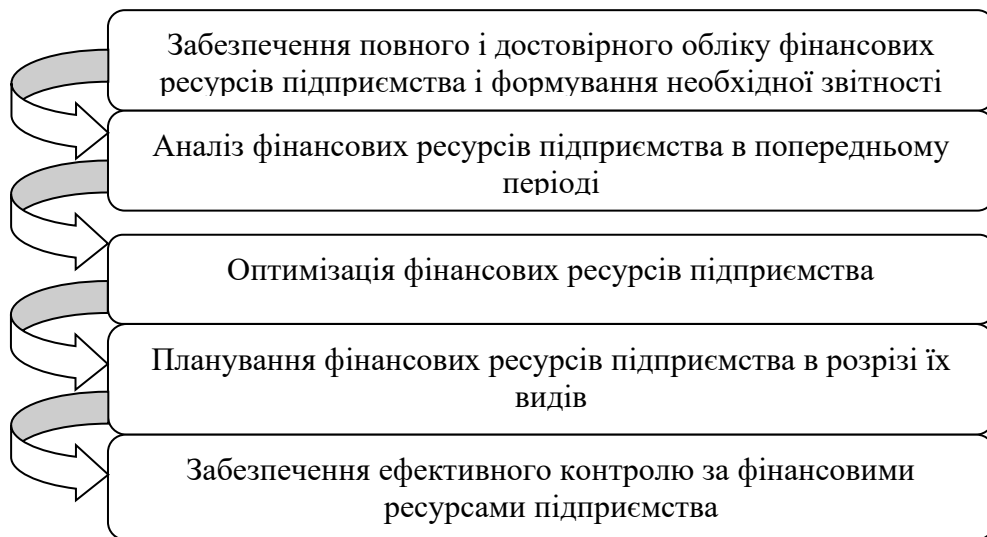 Забезпечення повного і достовірного обліку фінансових
ресурсів підприємства і формування необхідної звітності
Аналіз фінансових ресурсів підприємства в попередньому
періоді
Оптимізація фінансових ресурсів підприємства
Планування фінансових ресурсів підприємства в розрізі їх
видів
Забезпечення ефективного контролю за фінансовими
ресурсами підприємства